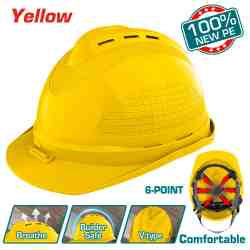 Yellow
100%
NEW PE
6-POINT
Breathe
Builder
Safe
V-type
Comfortable